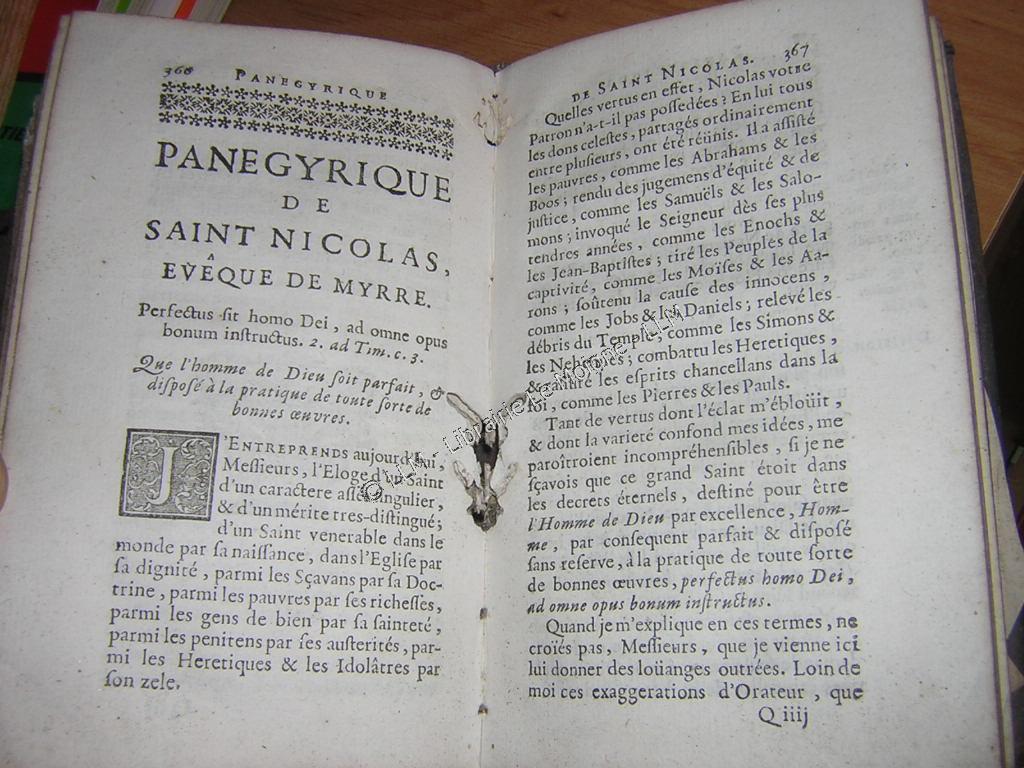 366 PANEGYRIQUE
PANEGYRIQUE
DE
SAINT NICOLAS,
EVÊQUE DE MYRRE.
Perfectus sit homo Dei, ad omne opus
bonum instructus. 2. ad Tim. c. 3.
Que l'homme de Dieu soit parfait, &
disposé à la pratique de toute sorte de
bonnes œuvres.
J'ENTREPRENDS aujourd'hui,
Messieurs, l'Eloge d'un Saint
d'un caractere assés singulier,
& d'un mérite tres-distingué;
d'un Saint venerable dans le
monde par sa naissance, dans l'Eglise par
sa dignité, parmi les Sçavans par sa Doc-
trine, parmi les pauvres par ses richesses,
parmi les gens de bien par sa sainteté,
parmi les penitens par ses austerités, par-
mi les Heretiques & les Idolâtres par
son zele.
DE SAINT NICOLAS. 367
Quelles vertus en effet, Nicolas votre
Patron n'a-t-il pas possedées? En lui tous
les dons celestes, partagés ordinairement
entre plusieurs, ont été réünis. Il a assisté
les pauvres, comme les Abrahams & les
Boos; rendu des jugemens d'équité & de
justice, comme les Samuëls & les Salo-
mons; invoqué le Seigneur dès ses plus
tendres années, comme les Enochs &
les Jean-Baptistes; tiré les Peuples de la
captivité, comme les Moïses & les Aa-
rons; soûtenu la cause des innocens,
comme les Jobs & les Daniels; relevé les
débris du Temple, comme les Simons &
les Nehemies; combattu les Heretiques,
& rassuré les esprits chancellans dans la
foi, comme les Pierres & les Pauls.
Tant de vertus dont l'éclat m'éblouït,
& dont la varieté confond mes idées, me
paroîtroient incompréhensibles, si je ne
sçavois que ce grand Saint étoit dans
les decrets éternels, destiné pour être
l'Homme de Dieu par excellence, Hom-
me, par consequent parfait & disposé
sans reserve, à la pratique de toute sorte
de bonnes œuvres, perfectus homo Dei,
ad omne opus bonum instructus.
Quand je m'explique en ces termes, ne
croïés pas, Messieurs, que je vienne ici
lui donner des loüanges outrées. Loin de
moi ces exaggerations d'Orateur, que
Q iiij
© LLM - Librairie Le Moigne ALM